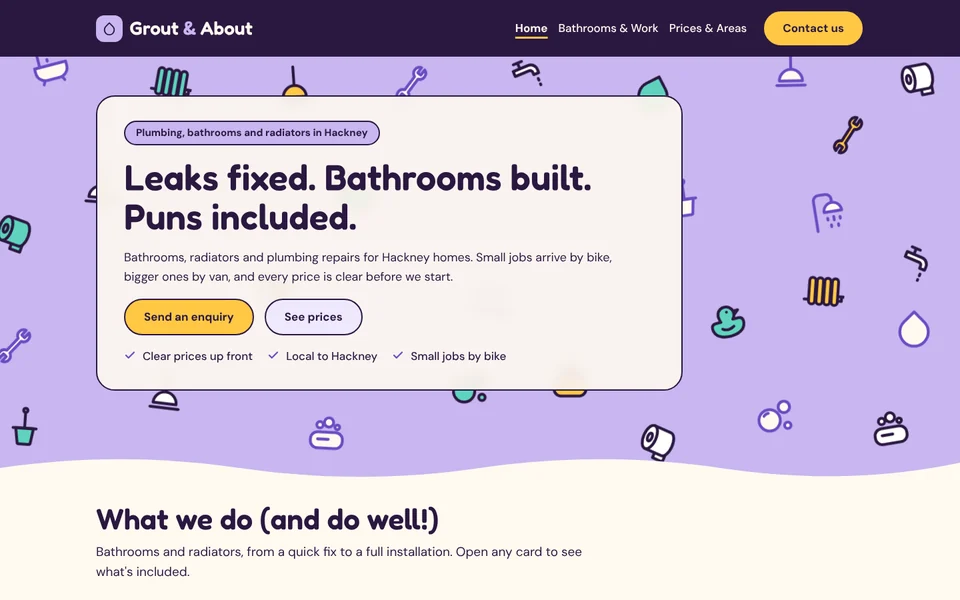 Grout & About
Home
Bathrooms & Work
Prices & Areas
Contact us
Plumbing, bathrooms and radiators in Hackney
Leaks fixed. Bathrooms built.
Puns included.
Bathrooms, radiators and plumbing repairs for Hackney homes. Small jobs arrive by bike,
bigger ones by van, and every price is clear before we start.
Send an enquiry
See prices
Clear prices up front
Local to Hackney
Small jobs by bike
What we do (and do well!)
Bathrooms and radiators, from a quick fix to a full installation. Open any card to see
what's included.